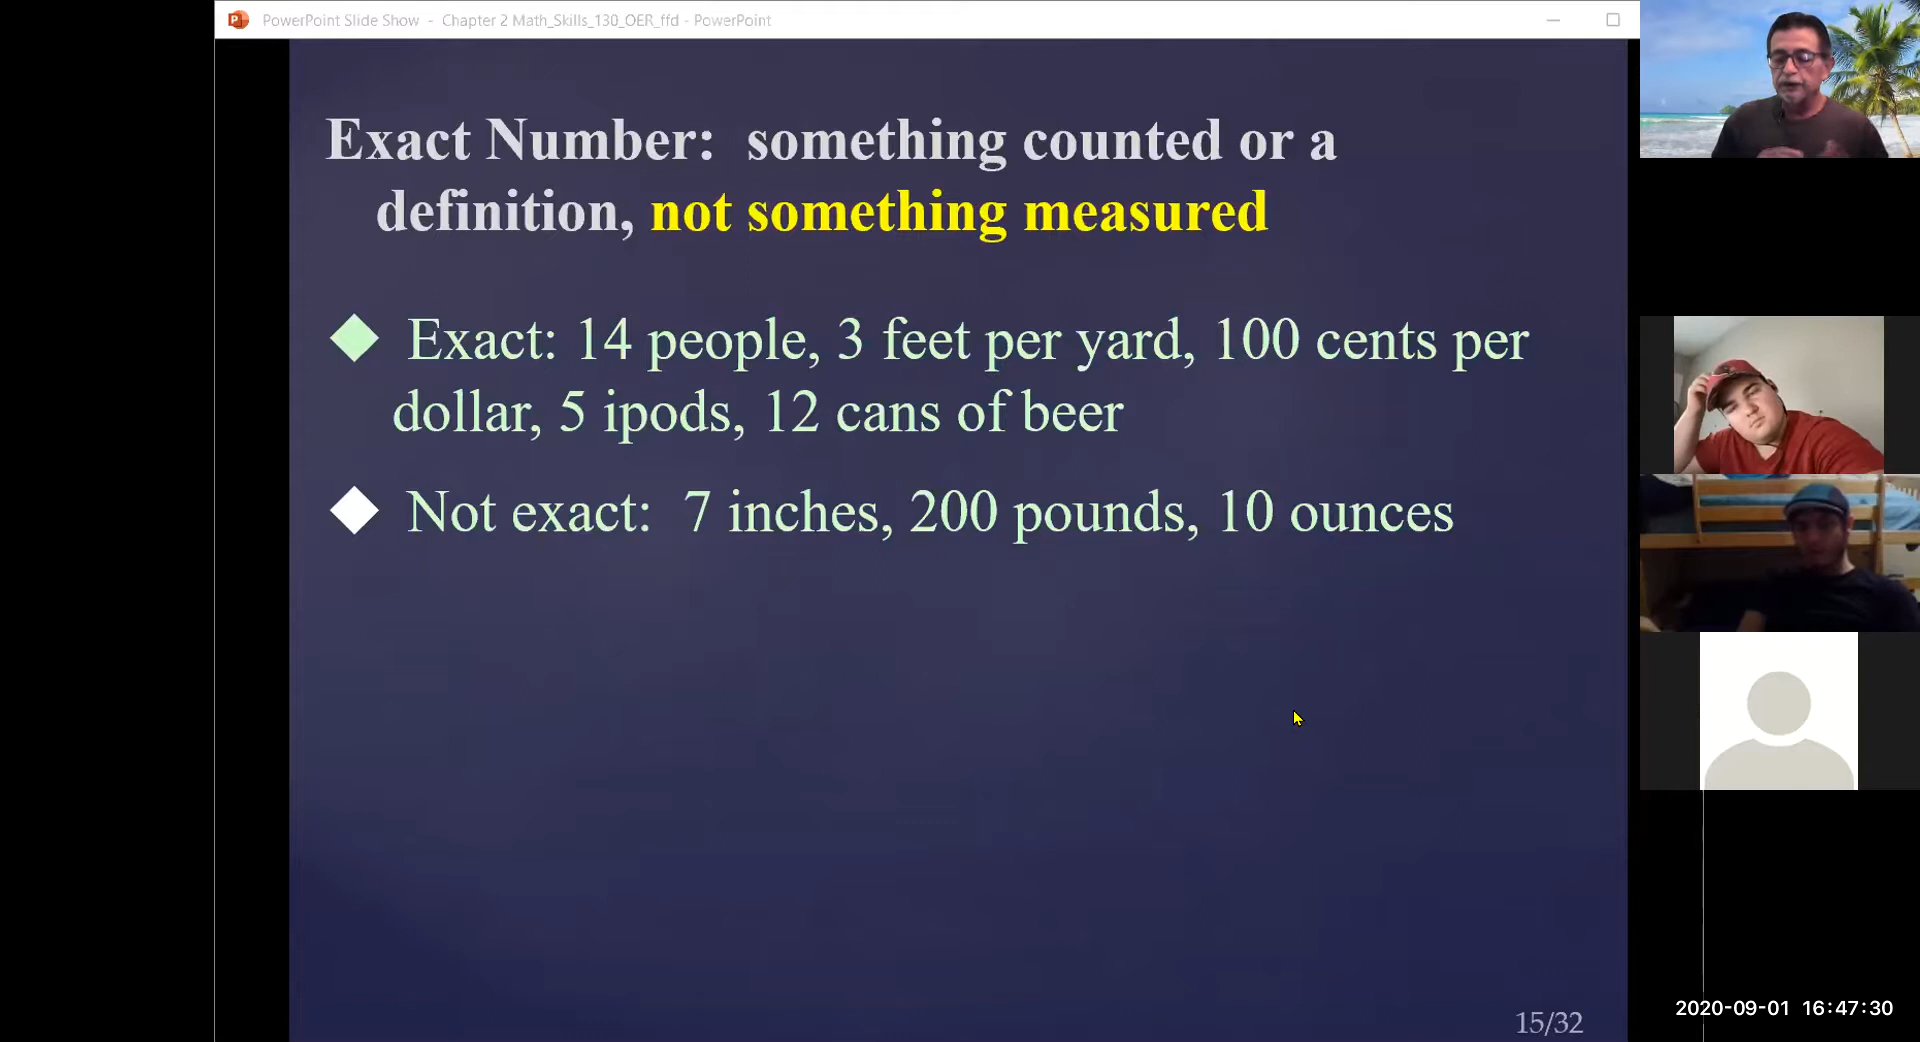 PowerPoint Slide Show - Chapter 2 Math_Skills_130_OER_ffd - PowerPoint
Exact Number: something counted or a
definition, not something measured
Exact: 14 people, 3 feet per yard, 100 cents per
dollar, 5 ipods, 12 cans of beer
Not exact: 7 inches, 200 pounds, 10 ounces
15/32
2020-09-01 16:47:30